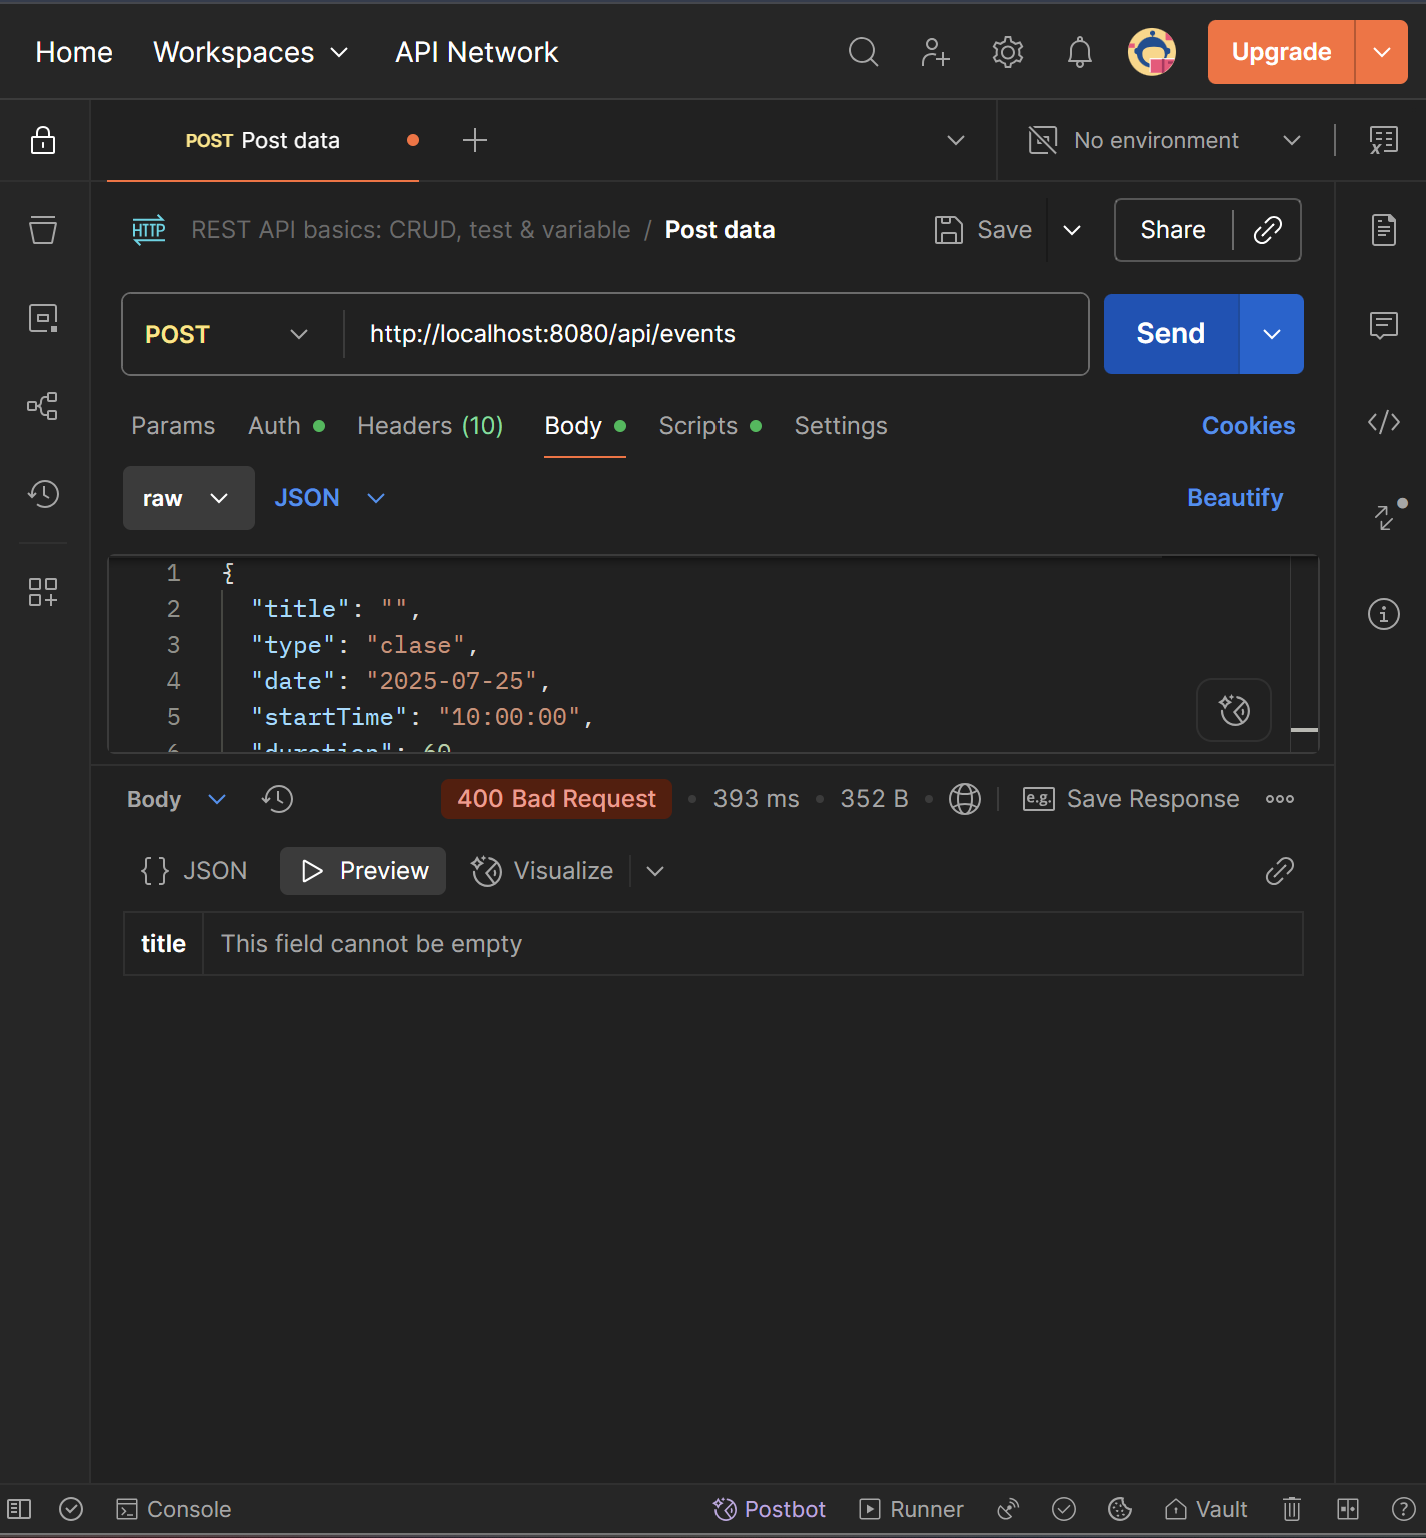 Home Workspaces API Network Upgrade
POST Post data No environment
HTTP REST API basics: CRUD, test & variable / Post data Save Share
POST http://localhost:8080/api/events Send
Params Auth Headers (10) Body Scripts Settings Cookies
raw JSON Beautify
1 {
2 "title": "",
3 "type": "clase",
4 "date": "2025-07-25",
5 "startTime": "10:00:00",
6 "duration": 60
Body 400 Bad Request 393 ms 352 B e.g. Save Response
{} JSON Preview Visualize
title This field cannot be empty
Console Postbot Runner Vault